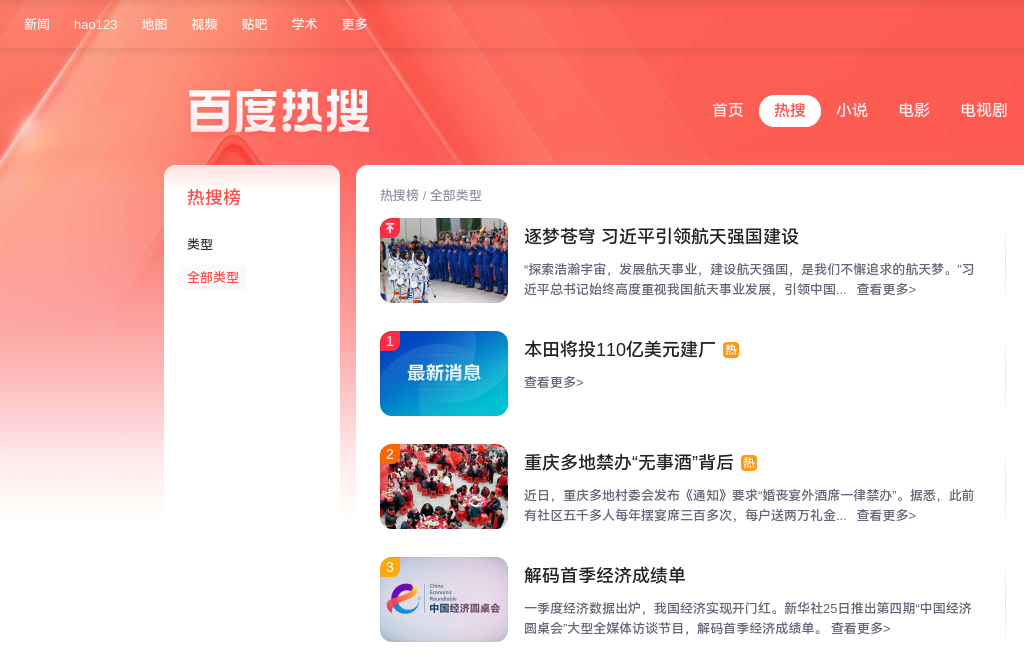 新闻 hao123 地图 视频 贴吧 学术 更多
百度热搜
首页 热搜 小说 电影 电视剧
热搜榜
类型
全部类型
热搜榜 / 全部类型
逐梦苍穹 习近平引领航天强国建设
“探索浩瀚宇宙，发展航天事业，建设航天强国，是我们不懈追求的航天梦。”习
近平总书记始终高度重视我国航天事业发展，引领中国... 查看更多>
1
最新消息
本田将投110亿美元建厂 热
查看更多>
2
重庆多地禁办“无事酒”背后 热
近日，重庆多地村委会发布《通知》要求“婚丧宴外酒席一律禁办”。据悉，此前
有社区五千多人每年摆宴席三百多次，每户送两万礼金... 查看更多>
3
China
Economic
Roundtable
中国经济圆桌会
解码首季经济成绩单
一季度经济数据出炉，我国经济实现开门红。新华社25日推出第四期“中国经济
圆桌会”大型全媒体访谈节目，解码首季经济成绩单。 查看更多>